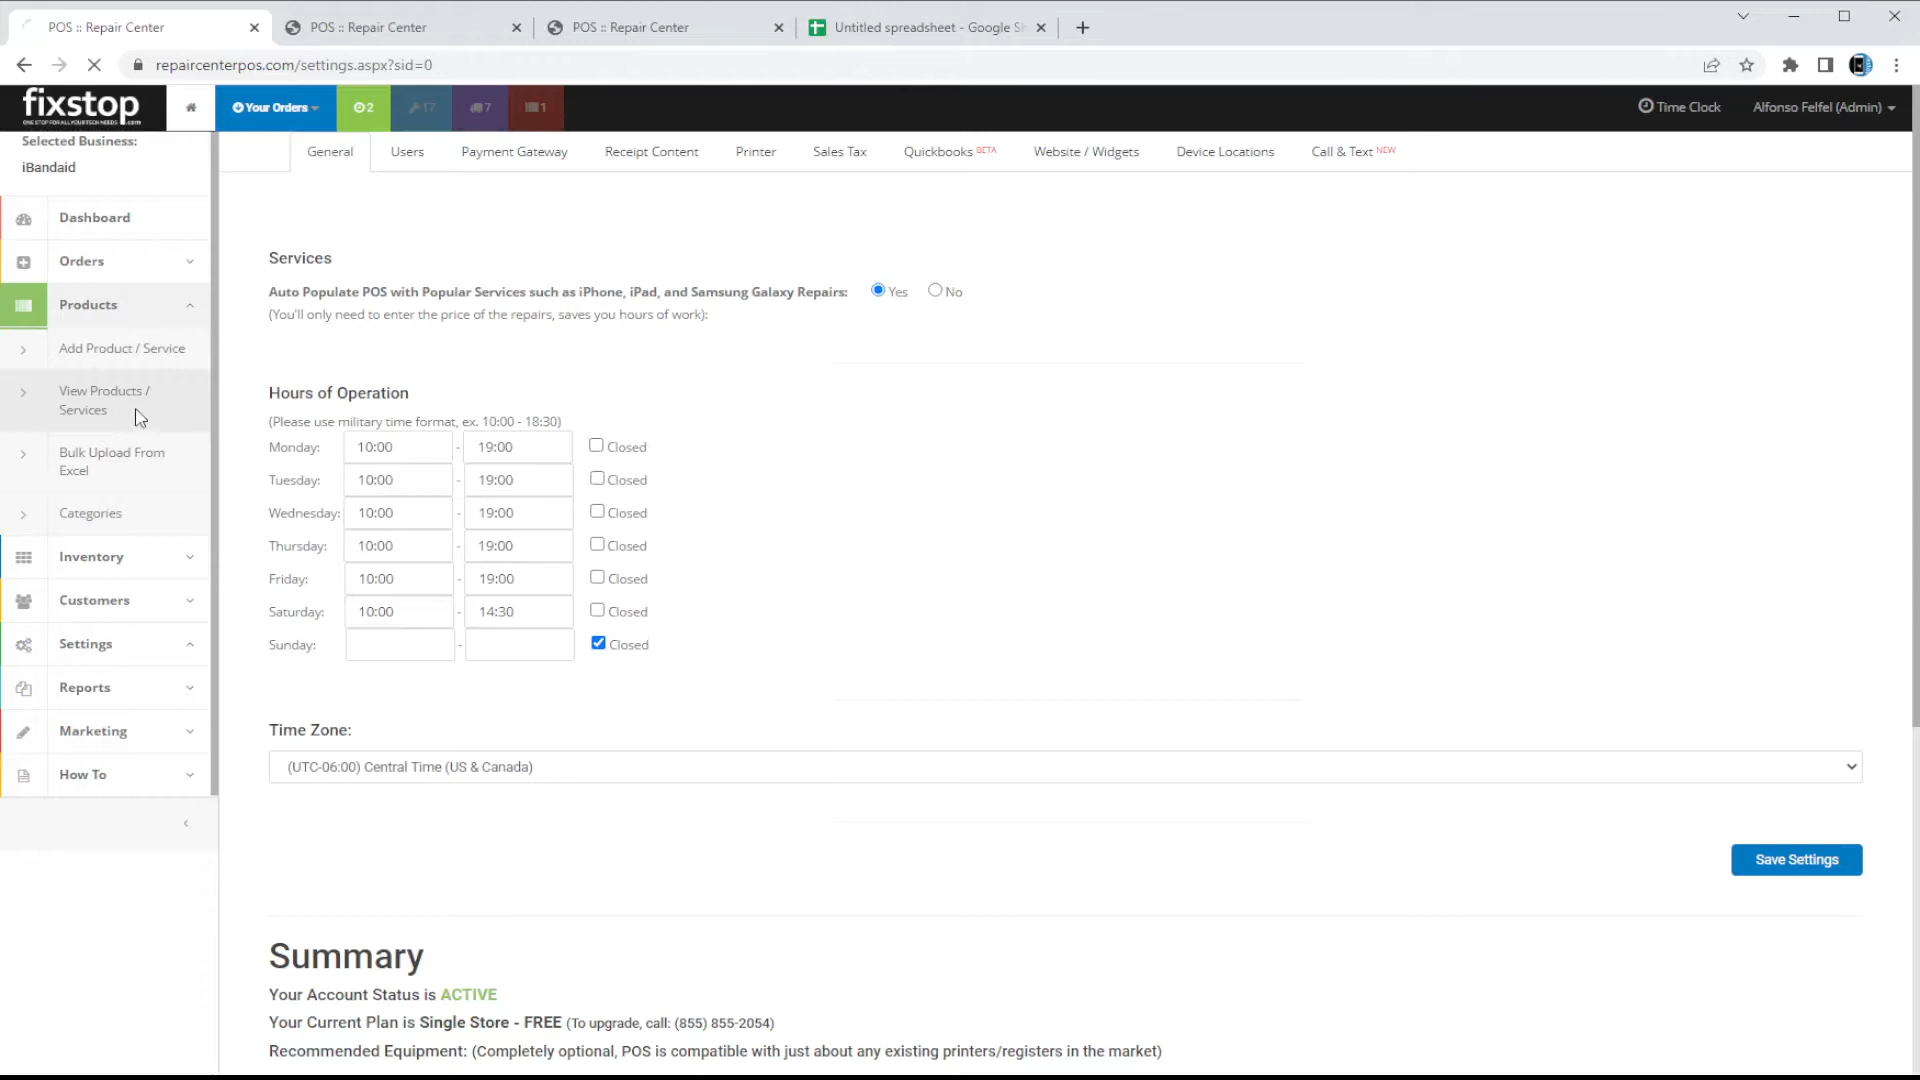 POS :: Repair Center
POS :: Repair Center
POS :: Repair Center
Untitled spreadsheet - Google Sh
repaircenterpos.com/settings.aspx?sid=0
fixstop
ONE STOP FOR ALL YOUR TECH NEEDS .com
Your Orders
2
17
7
1
Time Clock
Alfonso Felfel (Admin)
Selected Business:
iBandaid
Dashboard
Orders
Products
Add Product / Service
View Products /
Services
Bulk Upload From
Excel
Categories
Inventory
Customers
Settings
Reports
Marketing
How To
General
Users
Payment Gateway
Receipt Content
Printer
Sales Tax
Quickbooks BETA
Website / Widgets
Device Locations
Call & Text NEW
Services
Auto Populate POS with Popular Services such as iPhone, iPad, and Samsung Galaxy Repairs: Yes No
(You'll only need to enter the price of the repairs, saves you hours of work):
Hours of Operation
(Please use military time format, ex. 10:00 - 18:30)
Monday: 10:00 - 19:00 Closed
Tuesday: 10:00 - 19:00 Closed
Wednesday: 10:00 - 19:00 Closed
Thursday: 10:00 - 19:00 Closed
Friday: 10:00 - 19:00 Closed
Saturday: 10:00 - 14:30 Closed
Sunday: - Closed
Time Zone:
(UTC-06:00) Central Time (US & Canada)
Save Settings
Summary
Your Account Status is ACTIVE
Your Current Plan is Single Store - FREE (To upgrade, call: (855) 855-2054)
Recommended Equipment: (Completely optional, POS is compatible with just about any existing printers/registers in the market)